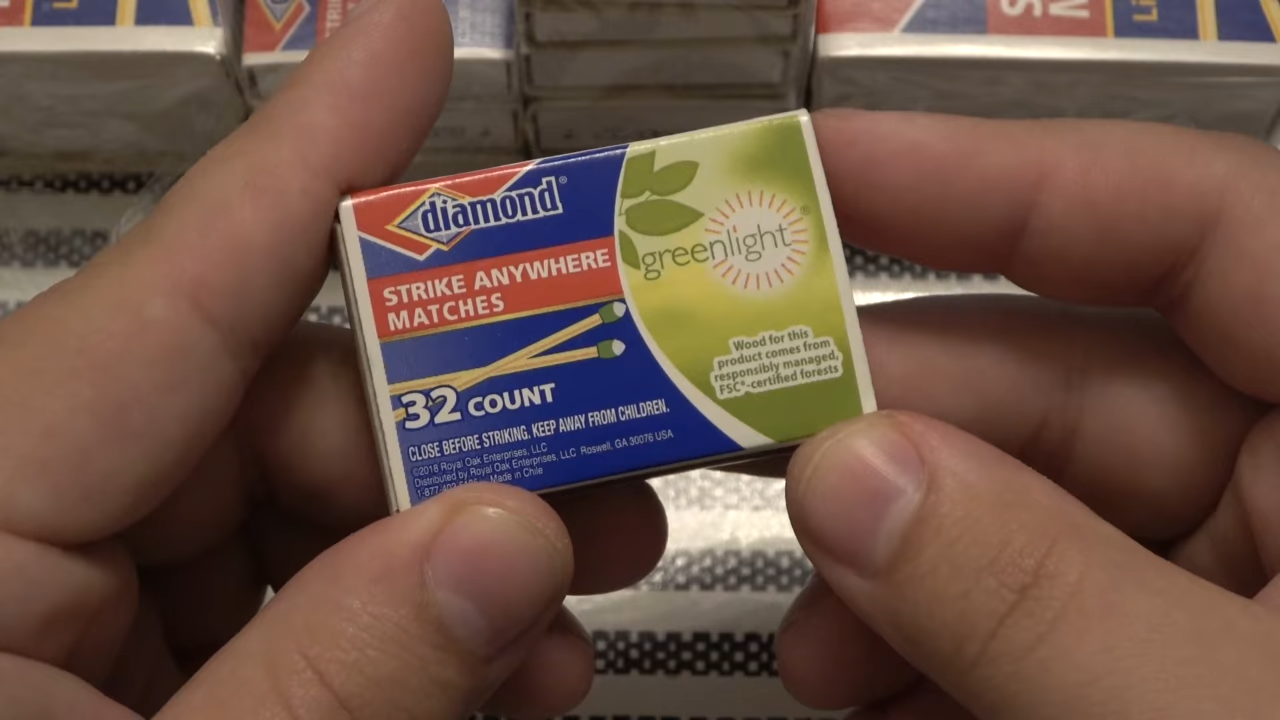 diamond®
STRIKE ANYWHERE
MATCHES
32 COUNT
CLOSE BEFORE STRIKING. KEEP AWAY FROM CHILDREN.
©2018 Royal Oak Enterprises, LLC
Distributed by Royal Oak Enterprises, LLC Roswell, GA 30076 USA
Made in Chile
greenlight®
Wood for this
product comes from
responsibly managed,
FSC®-certified forests